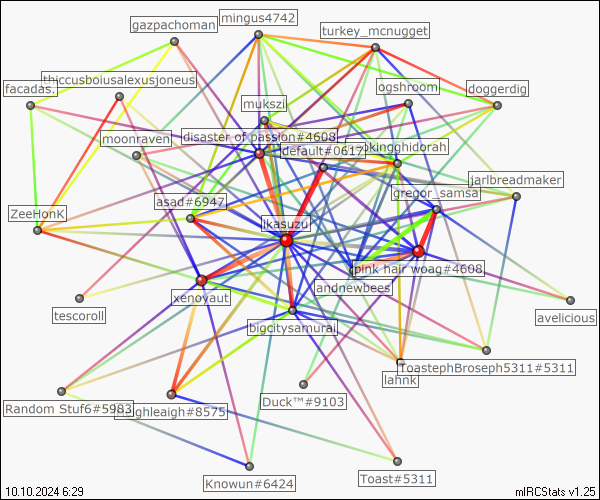 mingus4742
gazpachoman
turkey_mcnugget
thiccusboiusalexusjoneus
ogshroom
facadas.
doggerdig
mukszi
disaster of passion#4608
moonraven
default#0617
okingghidorah
jarlbreadmaker
gregor_samsa
asad#6947
ZeeHonK
ikasuzu
pink hair woag#4608
andnewbees
xenoyaut
tescoroll
avelicious
bigcitysamurai
ToastephBroseph5311#5311
lahnk
Random Stuf6#5983
ghleigh#8575
Duck™#9103
Knowun#6424
Toast#5311
10.10.2024 6:29
mIRCStats v1.25